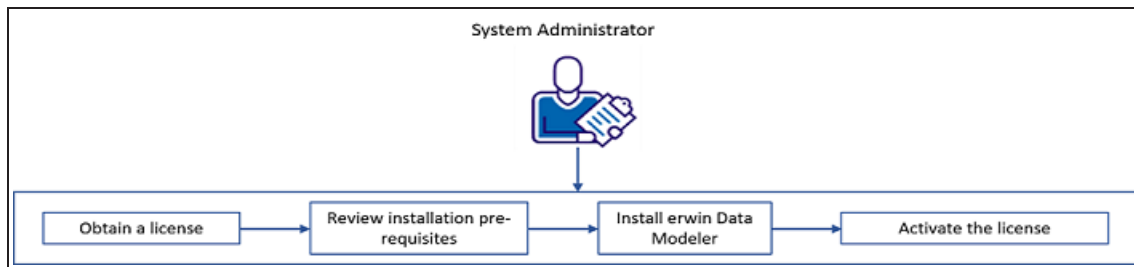 System Administrator
Obtain a license
Review installation pre-
requisites
Install erwin Data
Modeler
Activate the license